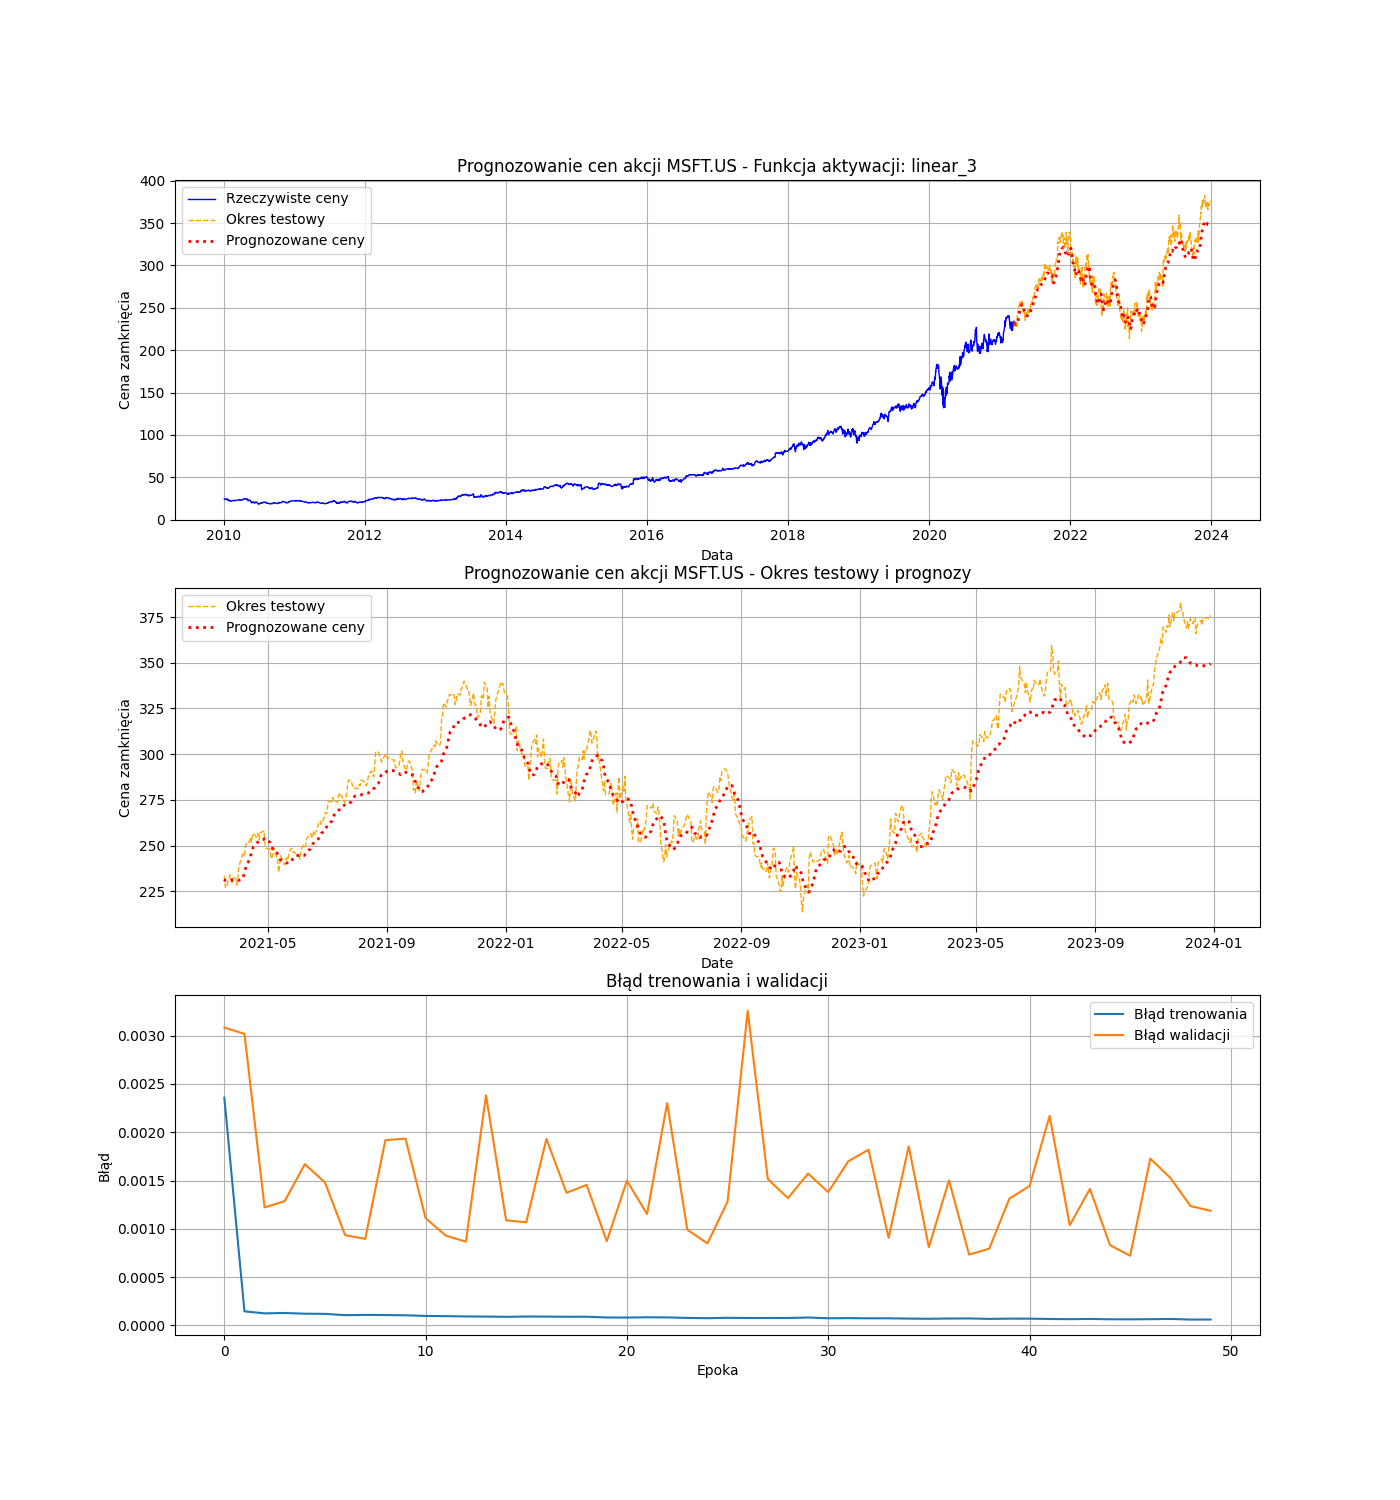 Prognozowanie cen akcji MSFT.US - Funkcja aktywacji: linear_3
Rzeczywiste ceny
Okres testowy
Prognozowane ceny
Cena zamknięcia
400
350
300
250
200
150
100
50
0
2010 2012 2014 2016 2018 2020 2022 2024
Data
Prognozowanie cen akcji MSFT.US - Okres testowy i prognozy
Okres testowy
Prognozowane ceny
Cena zamknięcia
375
350
325
300
275
250
225
2021-05 2021-09 2022-01 2022-05 2022-09 2023-01 2023-05 2023-09 2024-01
Date
Błąd trenowania i walidacji
Błąd trenowania
Błąd walidacji
Błąd
0.0030
0.0025
0.0020
0.0015
0.0010
0.0005
0.0000
0 10 20 30 40 50
Epoka